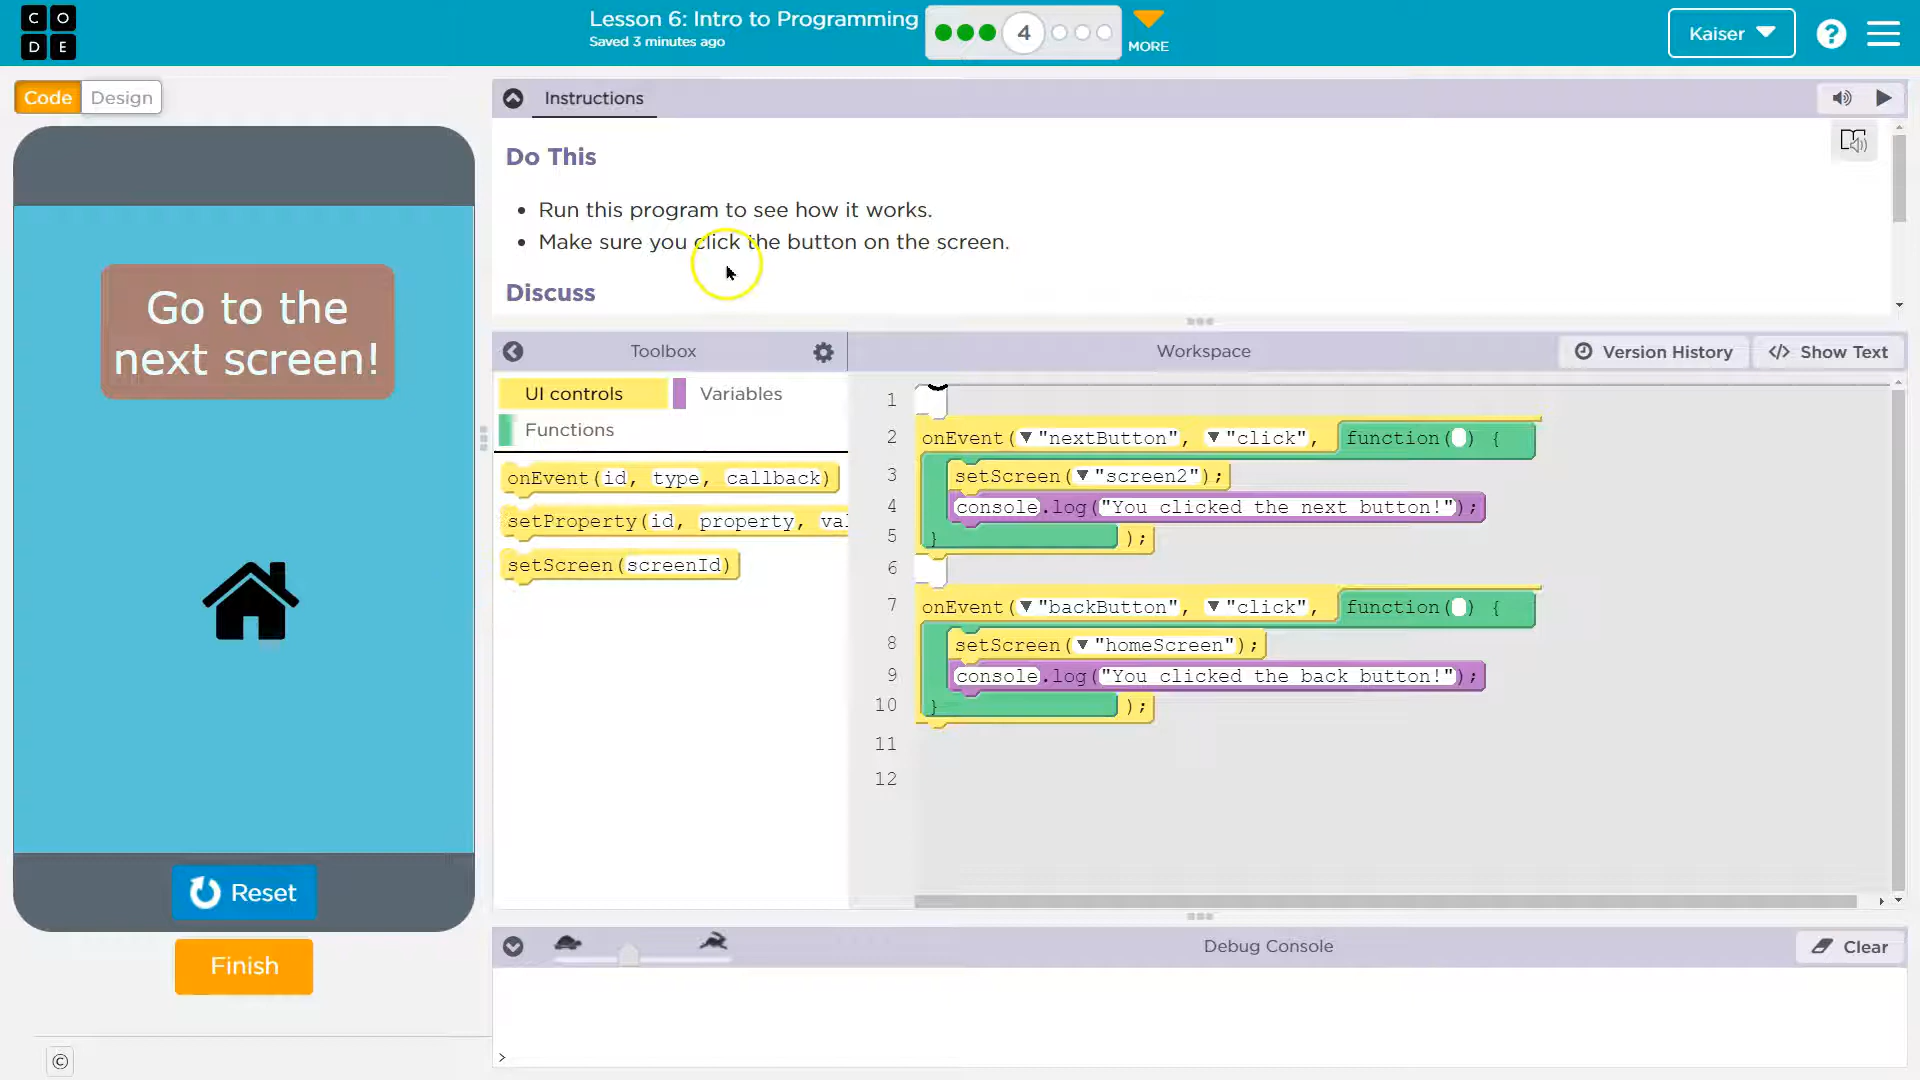 C O
D E
Lesson 6: Intro to Programming
Saved 3 minutes ago
4
MORE
Kaiser
?
Code
Design
Instructions
Do This
Run this program to see how it works.
Make sure you click the button on the screen.
Discuss
Go to the
next screen!
Reset
Finish
©
Toolbox
Workspace
Version History
</> Show Text
UI controls
Variables
Functions
onEvent(id, type, callback)
setProperty(id, property, val
setScreen(screenId)
1
2 onEvent(▼"nextButton", ▼"click", function( ) {
3 setScreen(▼"screen2");
4 console.log("You clicked the next button!");
5 } );
6
7 onEvent(▼"backButton", ▼"click", function( ) {
8 setScreen(▼"homeScreen");
9 console.log("You clicked the back button!");
10 } );
11
12
Debug Console
Clear
>